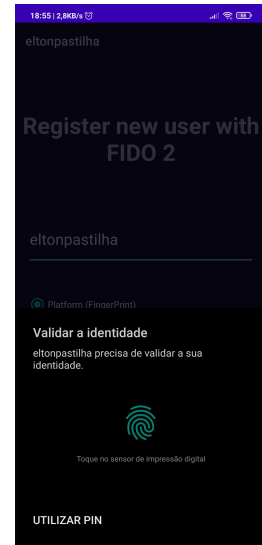 18:55 | 2,8KB/s
eltonpastilha
Register new user with
FIDO 2
eltonpastilha
Platform (FingerPrint)
Validar a identidade
eltonpastilha precisa de validar a sua
identidade.
Toque no sensor de impressão digital
UTILIZAR PIN